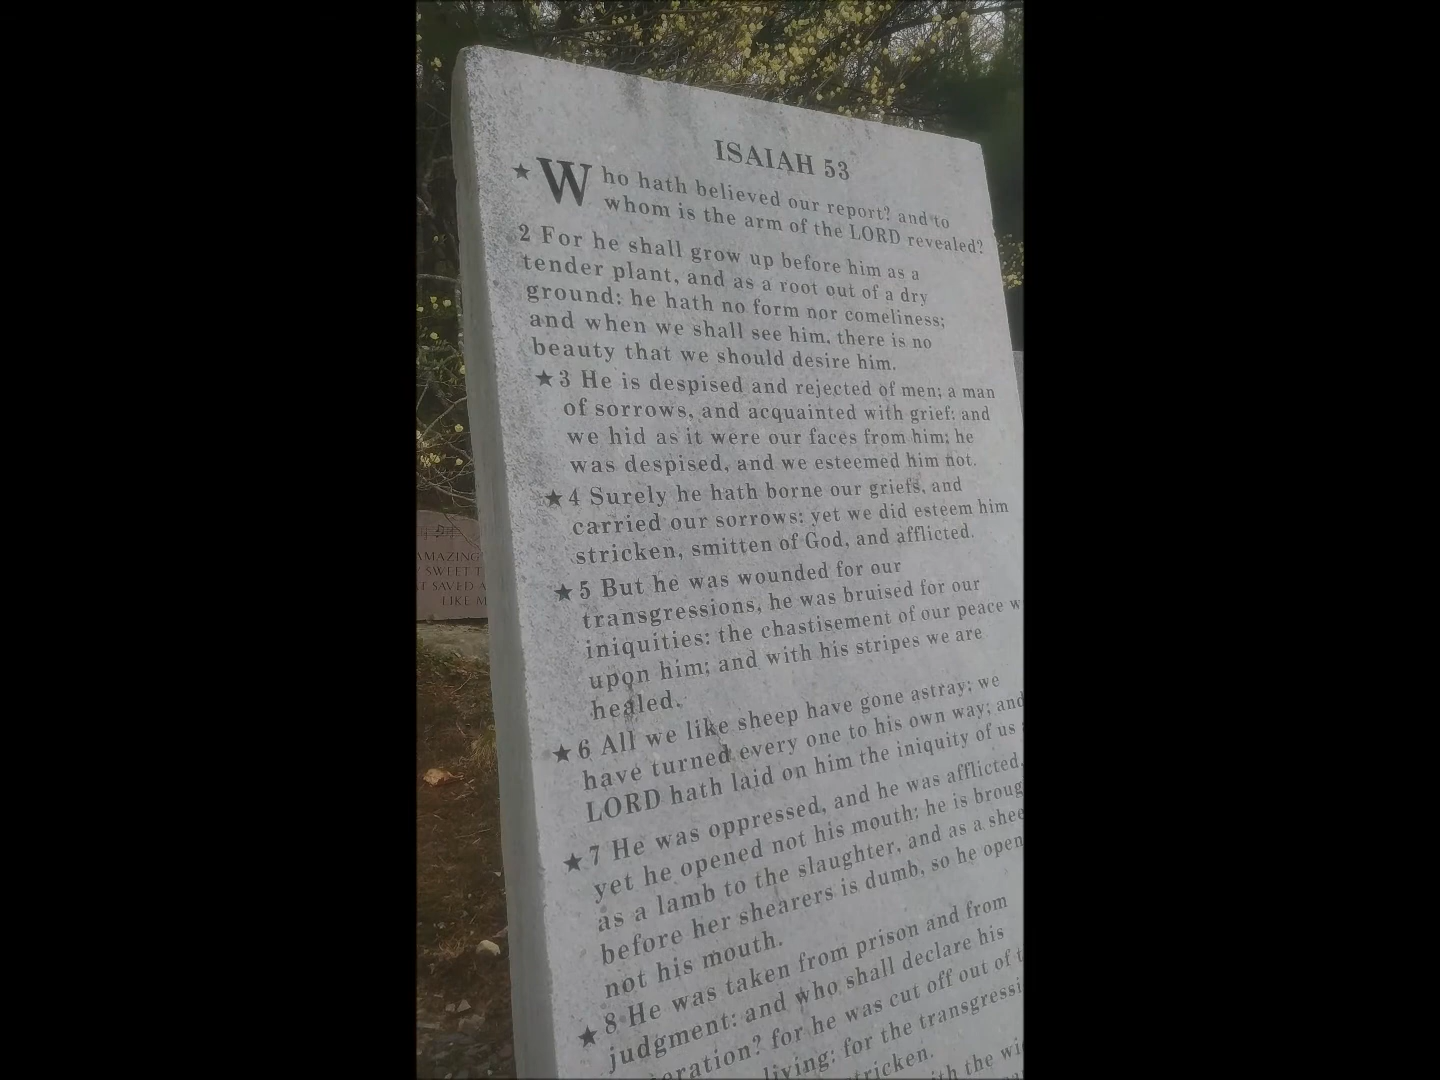 ISAIAH 53
★ Who hath believed our report? and to
whom is the arm of the LORD revealed?
2 For he shall grow up before him as a
tender plant, and as a root out of a dry
ground: he hath no form nor comeliness;
and when we shall see him, there is no
beauty that we should desire him.
★ 3 He is despised and rejected of men; a man
of sorrows, and acquainted with grief: and
we hid as it were our faces from him; he
was despised, and we esteemed him not.
★ 4 Surely he hath borne our griefs, and
carried our sorrows: yet we did esteem him
stricken, smitten of God, and afflicted.
★ 5 But he was wounded for our
transgressions, he was bruised for our
iniquities: the chastisement of our peace w
upon him; and with his stripes we are
healed.
★ 6 All we like sheep have gone astray; we
have turned every one to his own way; and
LORD hath laid on him the iniquity of us
★ 7 He was oppressed, and he was afflicted,
yet he opened not his mouth: he is broug
as a lamb to the slaughter, and as a shee
before her shearers is dumb, so he open
not his mouth.
★ 8 He was taken from prison and from
judgment: and who shall declare his
eration? for he was cut off out of t
living: for the transgressi
tricken.
ith the wi
AMAZING
SWEET T
T SAVED A
LIKE M